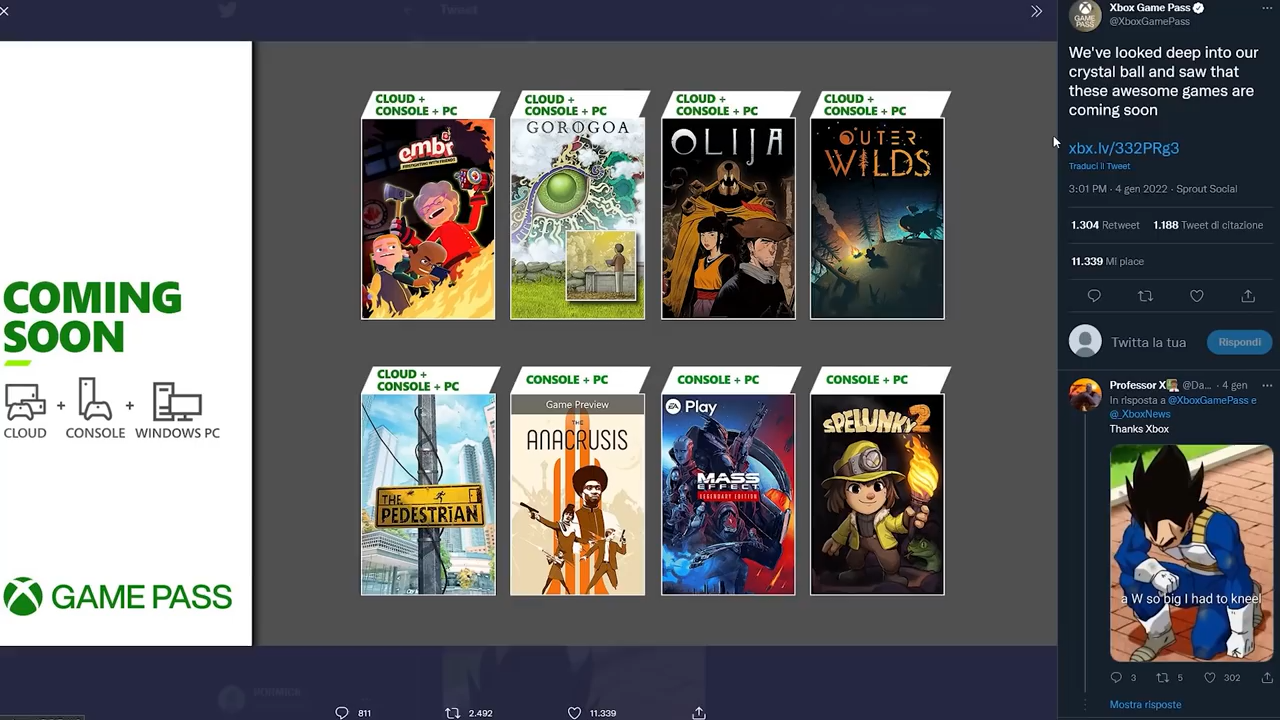 Tweet
COMING
SOON
CLOUD + CONSOLE + WINDOWS PC
XBOX GAME PASS
CLOUD +
CONSOLE + PC
embr
FIREFIGHTING WITH FRIENDS
CLOUD +
CONSOLE + PC
GOROGOA
CLOUD +
CONSOLE + PC
OLIJA
CLOUD +
CONSOLE + PC
OUTER
WILDS
CLOUD +
CONSOLE + PC
THE
PEDESTRIAN
CONSOLE + PC
Game Preview
THE
ANACRUSIS
CONSOLE + PC
EA Play
MASS
EFFECT
LEGENDARY EDITION
CONSOLE + PC
SPELUNKY 2
811
2.492
11.339
Xbox Game Pass
@XboxGamePass
We've looked deep into our
crystal ball and saw that
these awesome games are
coming soon
xbx.lv/332PRg3
Traduci il Tweet
3:01 PM · 4 gen 2022 · Sprout Social
1.304 Retweet 1.188 Tweet di citazione
11.339 Mi piace
Twitta la tua
Rispondi
Professor X @Da... · 4 gen
In risposta a @XboxGamePass e
@_XboxNews
Thanks Xbox
a W so big I had to kneel
3 5 302
Mostra risposte